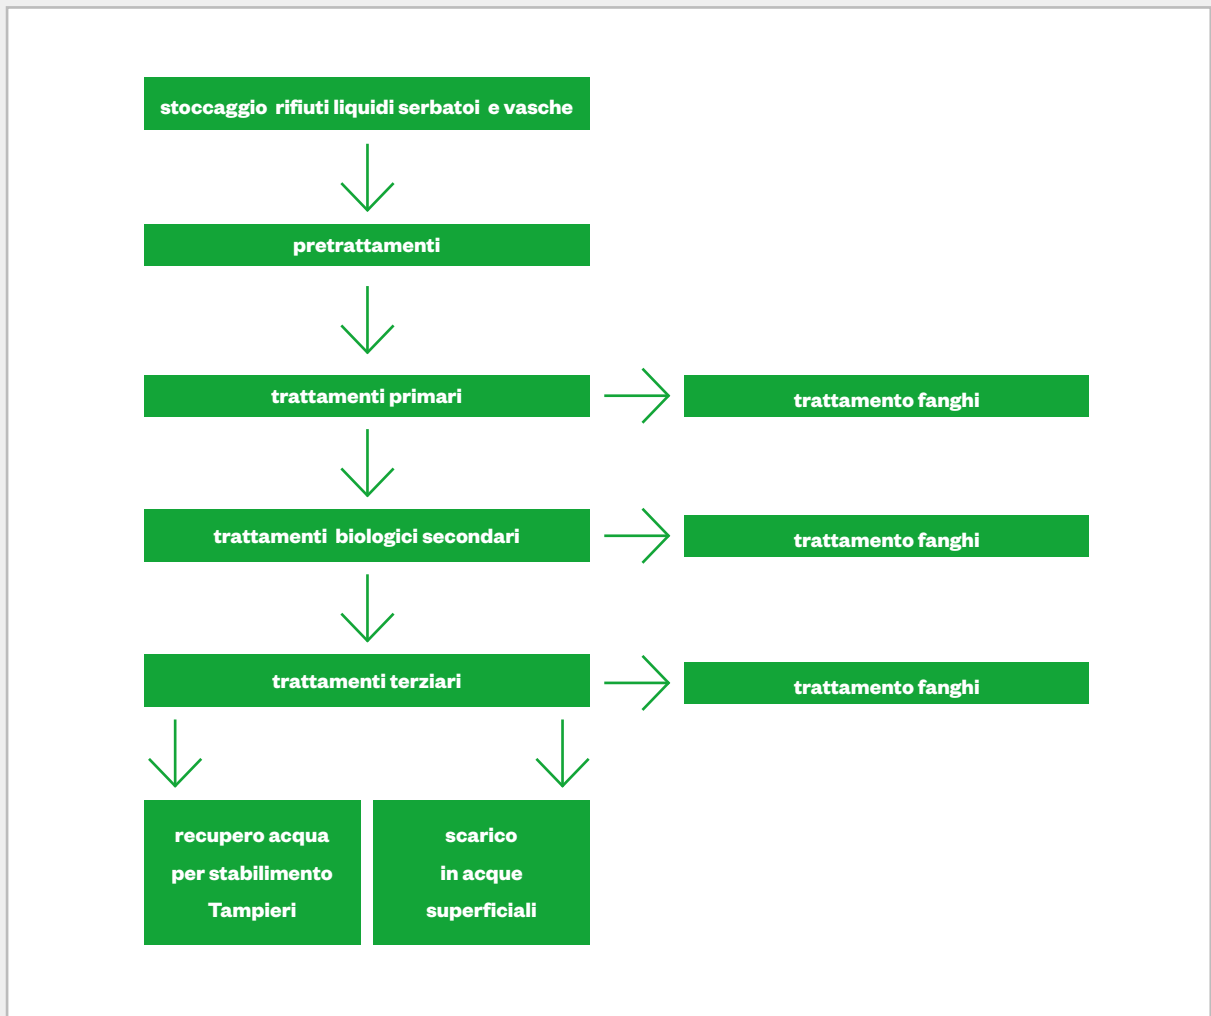 stoccaggio rifiuti liquidi serbatoi e vasche
pretrattamenti
trattamenti primari
trattamento fanghi
trattamenti biologici secondari
trattamento fanghi
trattamenti terziari
trattamento fanghi
recupero acqua
per stabilimento
Tampieri
scarico
in acque
superficiali